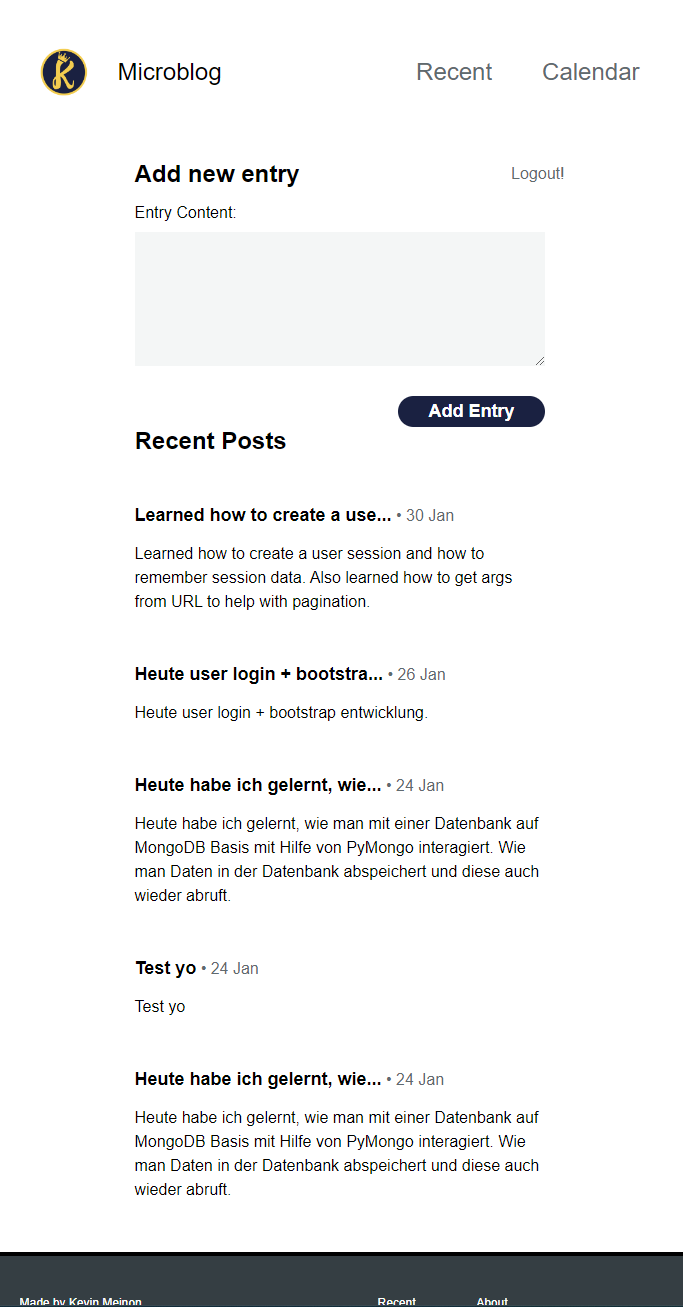 K
Microblog
Recent
Calendar
Add new entry
Logout!
Entry Content:
Add Entry
Recent Posts
Learned how to create a use... • 30 Jan
Learned how to create a user session and how to
remember session data. Also learned how to get args
from URL to help with pagination.
Heute user login + bootstra... • 26 Jan
Heute user login + bootstrap entwicklung.
Heute habe ich gelernt, wie... • 24 Jan
Heute habe ich gelernt, wie man mit einer Datenbank auf
MongoDB Basis mit Hilfe von PyMongo interagiert. Wie
man Daten in der Datenbank abspeichert und diese auch
wieder abruft.
Test yo • 24 Jan
Test yo
Heute habe ich gelernt, wie... • 24 Jan
Heute habe ich gelernt, wie man mit einer Datenbank auf
MongoDB Basis mit Hilfe von PyMongo interagiert. Wie
man Daten in der Datenbank abspeichert und diese auch
wieder abruft.
Made by Kevin Meinon
Recent
About